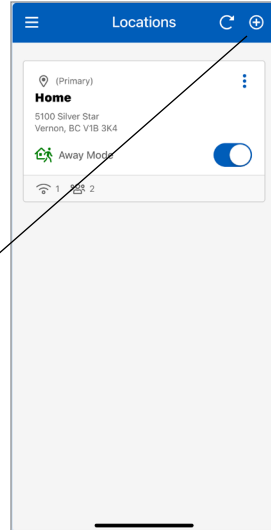 Locations
(Primary)
Home
5100 Silver Star
Vernon, BC V1B 3K4
Away Mode
1 2